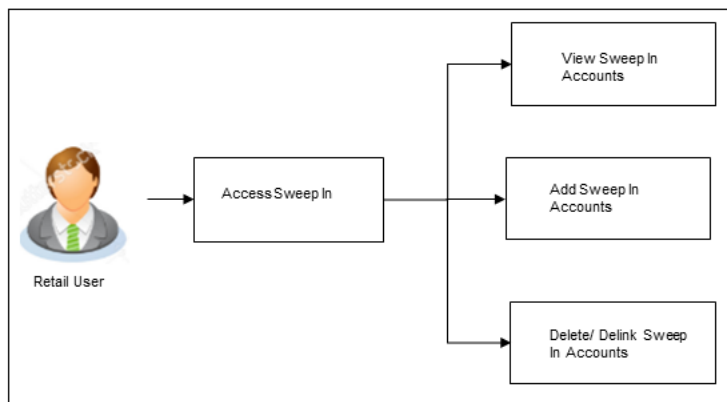 Retail User
Access Sweep In
View Sweep In
Accounts
Add Sweep In
Accounts
Delete/ Delink Sweep
In Accounts